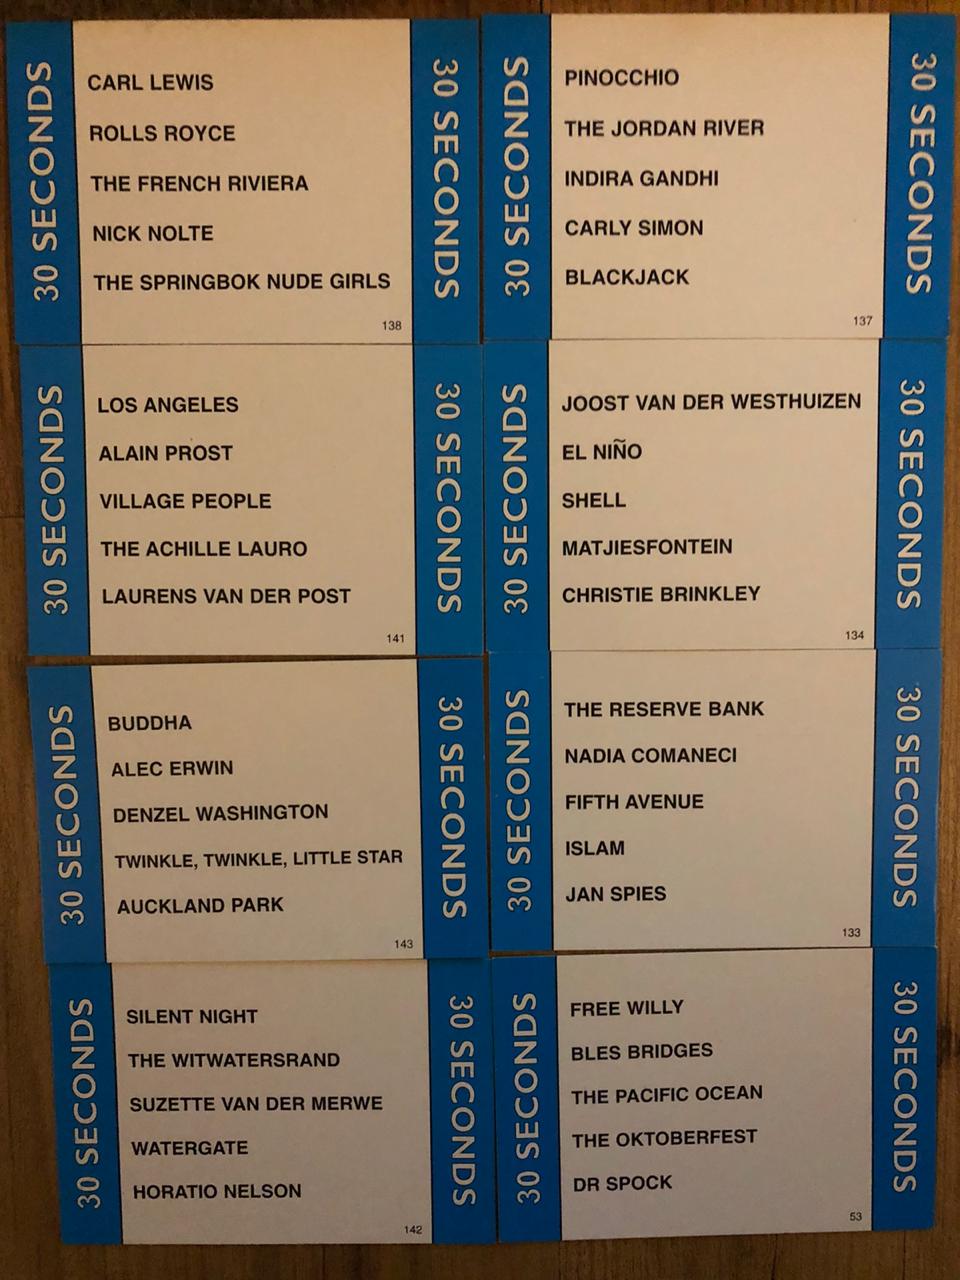 30 SECONDS
CARL LEWIS
ROLLS ROYCE
THE FRENCH RIVIERA
NICK NOLTE
THE SPRINGBOK NUDE GIRLS
138
30 SECONDS
30 SECONDS
PINOCCHIO
THE JORDAN RIVER
INDIRA GANDHI
CARLY SIMON
BLACKJACK
137
30 SECONDS
30 SECONDS
LOS ANGELES
ALAIN PROST
VILLAGE PEOPLE
THE ACHILLE LAURO
LAURENS VAN DER POST
141
30 SECONDS
30 SECONDS
JOOST VAN DER WESTHUIZEN
EL NIÑO
SHELL
MATJIESFONTEIN
CHRISTIE BRINKLEY
134
30 SECONDS
30 SECONDS
BUDDHA
ALEC ERWIN
DENZEL WASHINGTON
TWINKLE, TWINKLE, LITTLE STAR
AUCKLAND PARK
143
30 SECONDS
30 SECONDS
THE RESERVE BANK
NADIA COMANECI
FIFTH AVENUE
ISLAM
JAN SPIES
133
30 SECONDS
30 SECONDS
SILENT NIGHT
THE WITWATERSRAND
SUZETTE VAN DER MERWE
WATERGATE
HORATIO NELSON
142
30 SECONDS
30 SECONDS
FREE WILLY
BLES BRIDGES
THE PACIFIC OCEAN
THE OKTOBERFEST
DR SPOCK
53
30 SECONDS